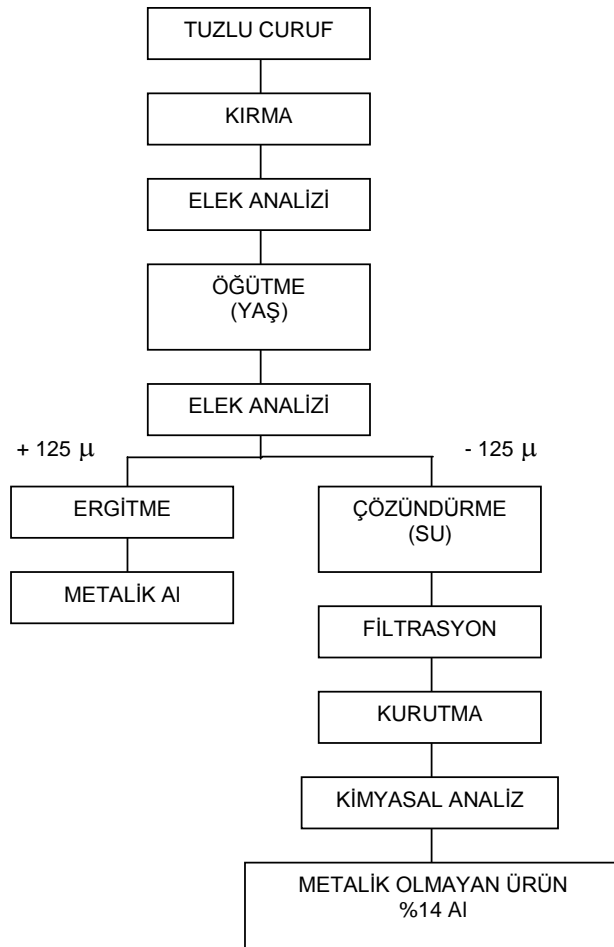 TUZLU CURUF
KIRMA
ELEK ANALİZİ
ÖĞÜTME
(YAŞ)
ELEK ANALİZİ
+ 125 µ
- 125 µ
ERGİTME
METALİK Al
ÇÖZÜNDÜRME
(SU)
FİLTRASYON
KURUTMA
KİMYASAL ANALİZ
METALİK OLMAYAN ÜRÜN
%14 Al